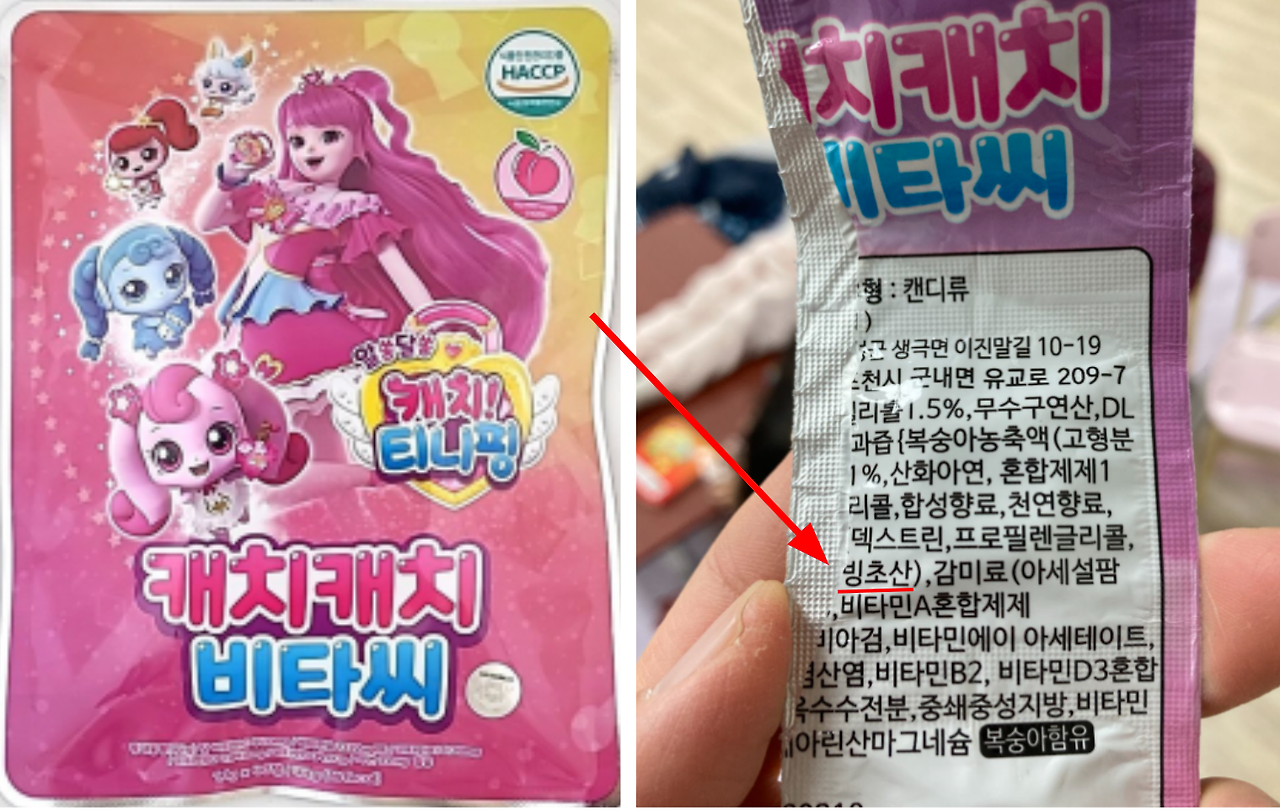 HACCP
알쏭달쏭
캐치!
티니핑
캐치캐치
비타씨
치캐치
비타씨
형 : 캔디류
)
군 생극면 이진말길 10-19
천시 군내면 유교로 209-7
1.5%,무수구연산,DL
과즙{복숭아농축액(고형분
1%,산화아연, 혼합제제1
리콜,합성향료,천연향료,
덱스트린,프로필렌글리콜,
빙초산),감미료(아세설팜
,비타민A혼합제제
비아검,비타민에이 아세테이트,
산염,비타민B2, 비타민D3혼합
옥수수전분,중쇄중성지방,비타민
아린산마그네슘 복숭아함유